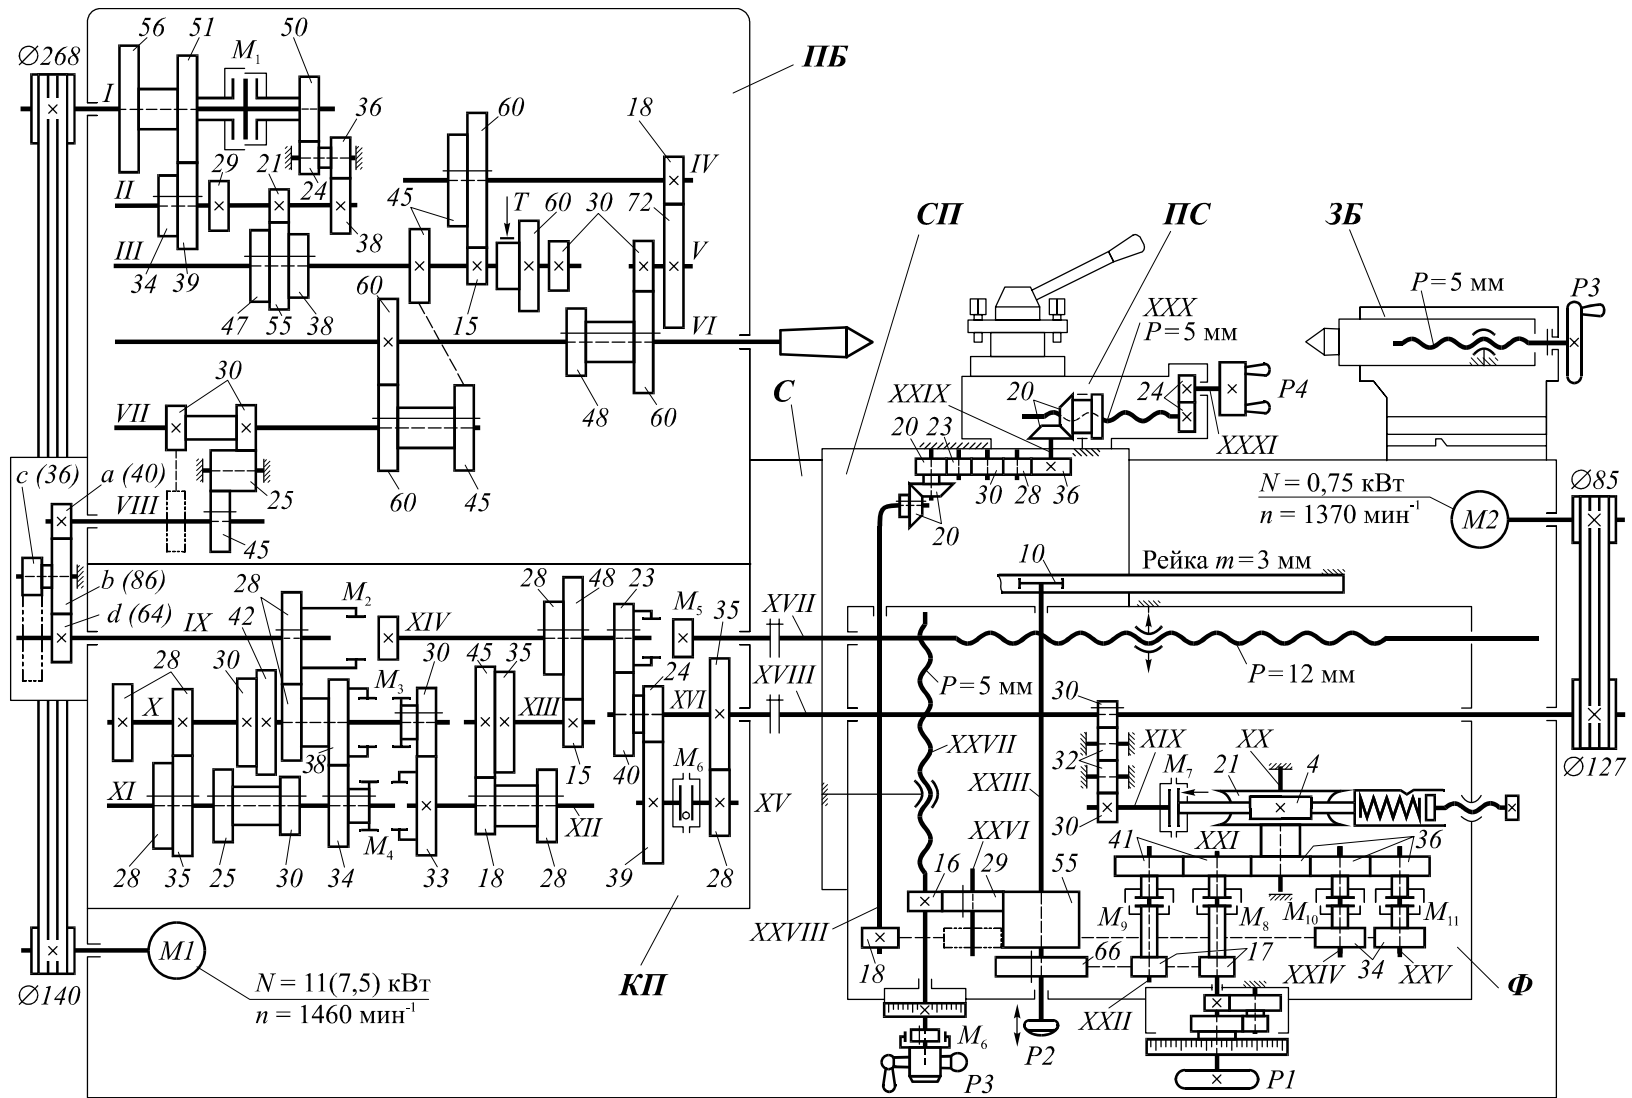 56 51 50
∅268 M₁ ПБ
I 36 60 18
29 21 IV
II 24 45 T 60 30 72
СП ПС ЗБ
38 V
III P=5 мм P3
34 39 60 XXX
P=5 мм
47 55 38 15 VI
30 С XXIX 20 24 P4
VII 48 60
20 23 XXXI
c (36) a (40) 25 60 45 30 28 36 N = 0,75 кВт ∅85
VIII n = 1370 мин⁻¹ M2
45 20
10 Рейка m = 3 мм
b (86) 28 M₂ 28 48 23 M₅ 35 XVII
d (64) IX 42 XIV
28 30 45 35 30 24 XVIII P=5 мм P=12 мм
M₃ 30
X XIII XVI
38 15 40 M₆ XXVII 32 XIX XX
M₇ 21 4
XI XII XV XXIII
M₄ 30
XXVI 41 XXI 36
28 35 25 30 34 33 18 28 39 28 16 29 55
M₉ M₈ M₁₀ M₁₁
∅127
XXVIII
M1 18 66 17 XXIV 34 XXV
КП Ф
∅140 N = 11(7,5) кВт
n = 1460 мин⁻¹ XXII
M₆ P2
P3 P1